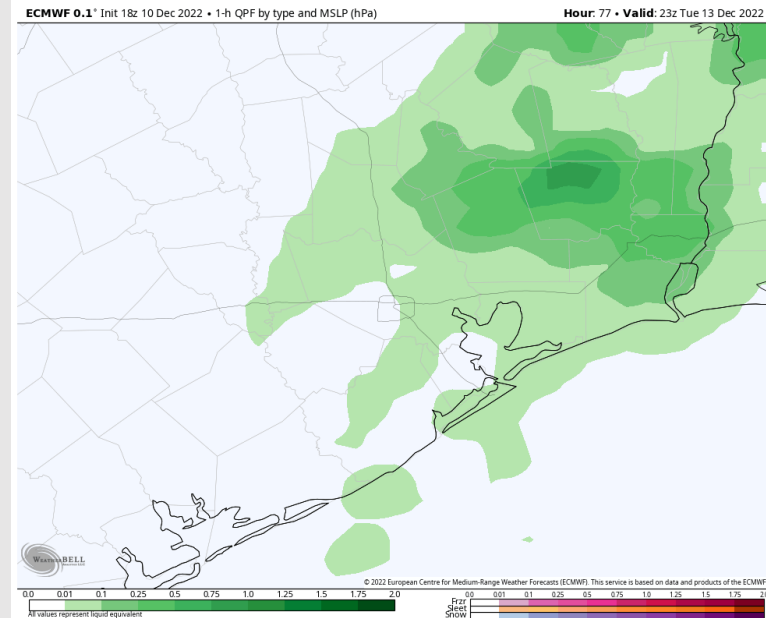 ECMWF 0.1° Init 18z 10 Dec 2022 • 1-h QPF by type and MSLP (hPa)
Hour: 77 • Valid: 23z Tue 13 Dec 2022
WeatherBELL
© 2022 European Centre for Medium-Range Weather Forecasts (ECMWF). This service is based on data and products of the ECMWF
0.0 0.01 0.1 0.25 0.5 0.75 1.0 1.25 1.5 1.75 2.0
All values represent liquid equivalent
0.0 0.01 0.1 0.25 0.5 0.75 1.0 1.25 1.5 1.75 2.
Frzr
Sleet
Snow